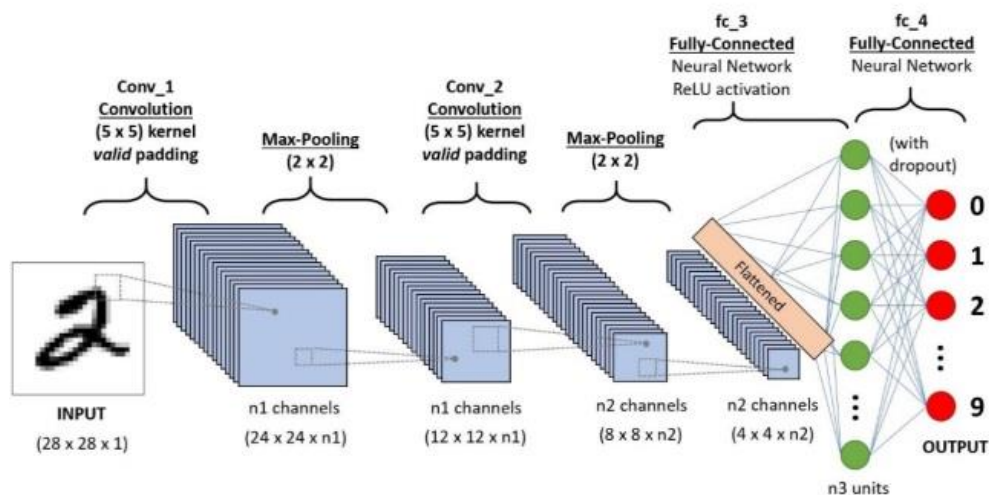 Conv_1
Convolution
(5 x 5) kernel
valid padding
Max-Pooling
(2 x 2)
Conv_2
Convolution
(5 x 5) kernel
valid padding
Max-Pooling
(2 x 2)
fc_3
Fully-Connected
Neural Network
ReLU activation
fc_4
Fully-Connected
Neural Network
(with
dropout)
Flattened
0
1
2
9
OUTPUT
2
INPUT
(28 x 28 x 1)
n1 channels
(24 x 24 x n1)
n1 channels
(12 x 12 x n1)
n2 channels
(8 x 8 x n2)
n2 channels
(4 x 4 x n2)
n3 units